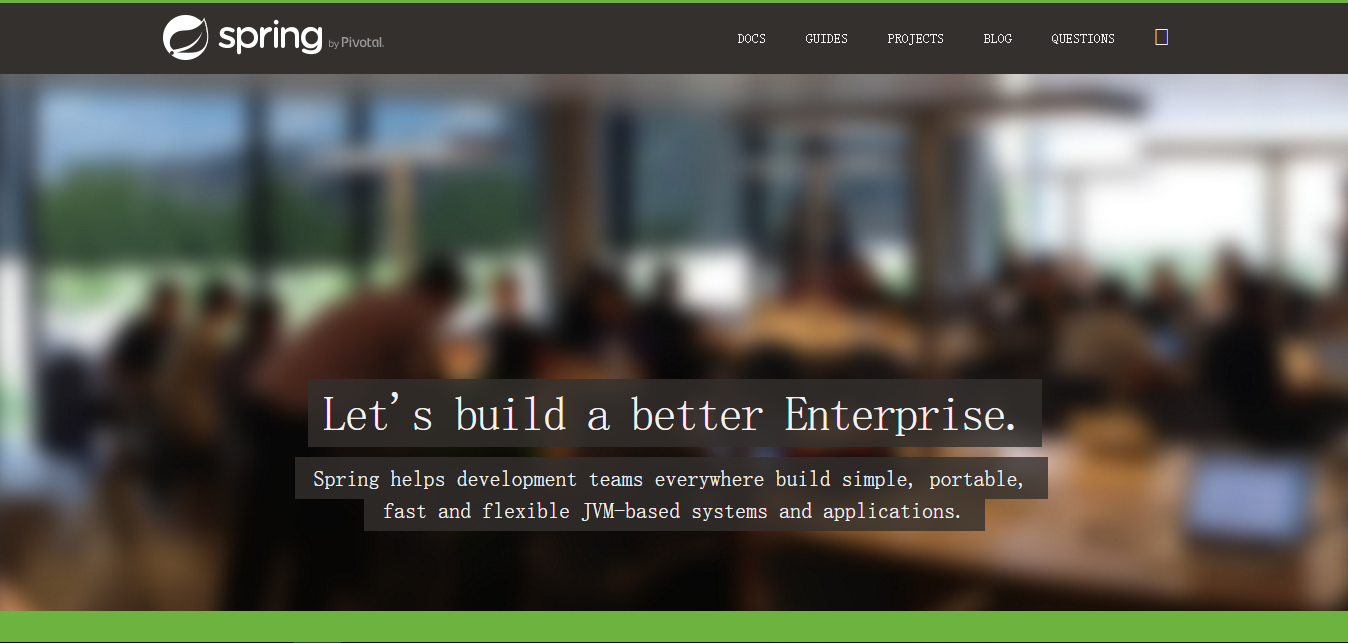 spring by Pivotal.
DOCS GUIDES PROJECTS BLOG QUESTIONS
Let's build a better Enterprise.
Spring helps development teams everywhere build simple, portable,
fast and flexible JVM-based systems and applications.